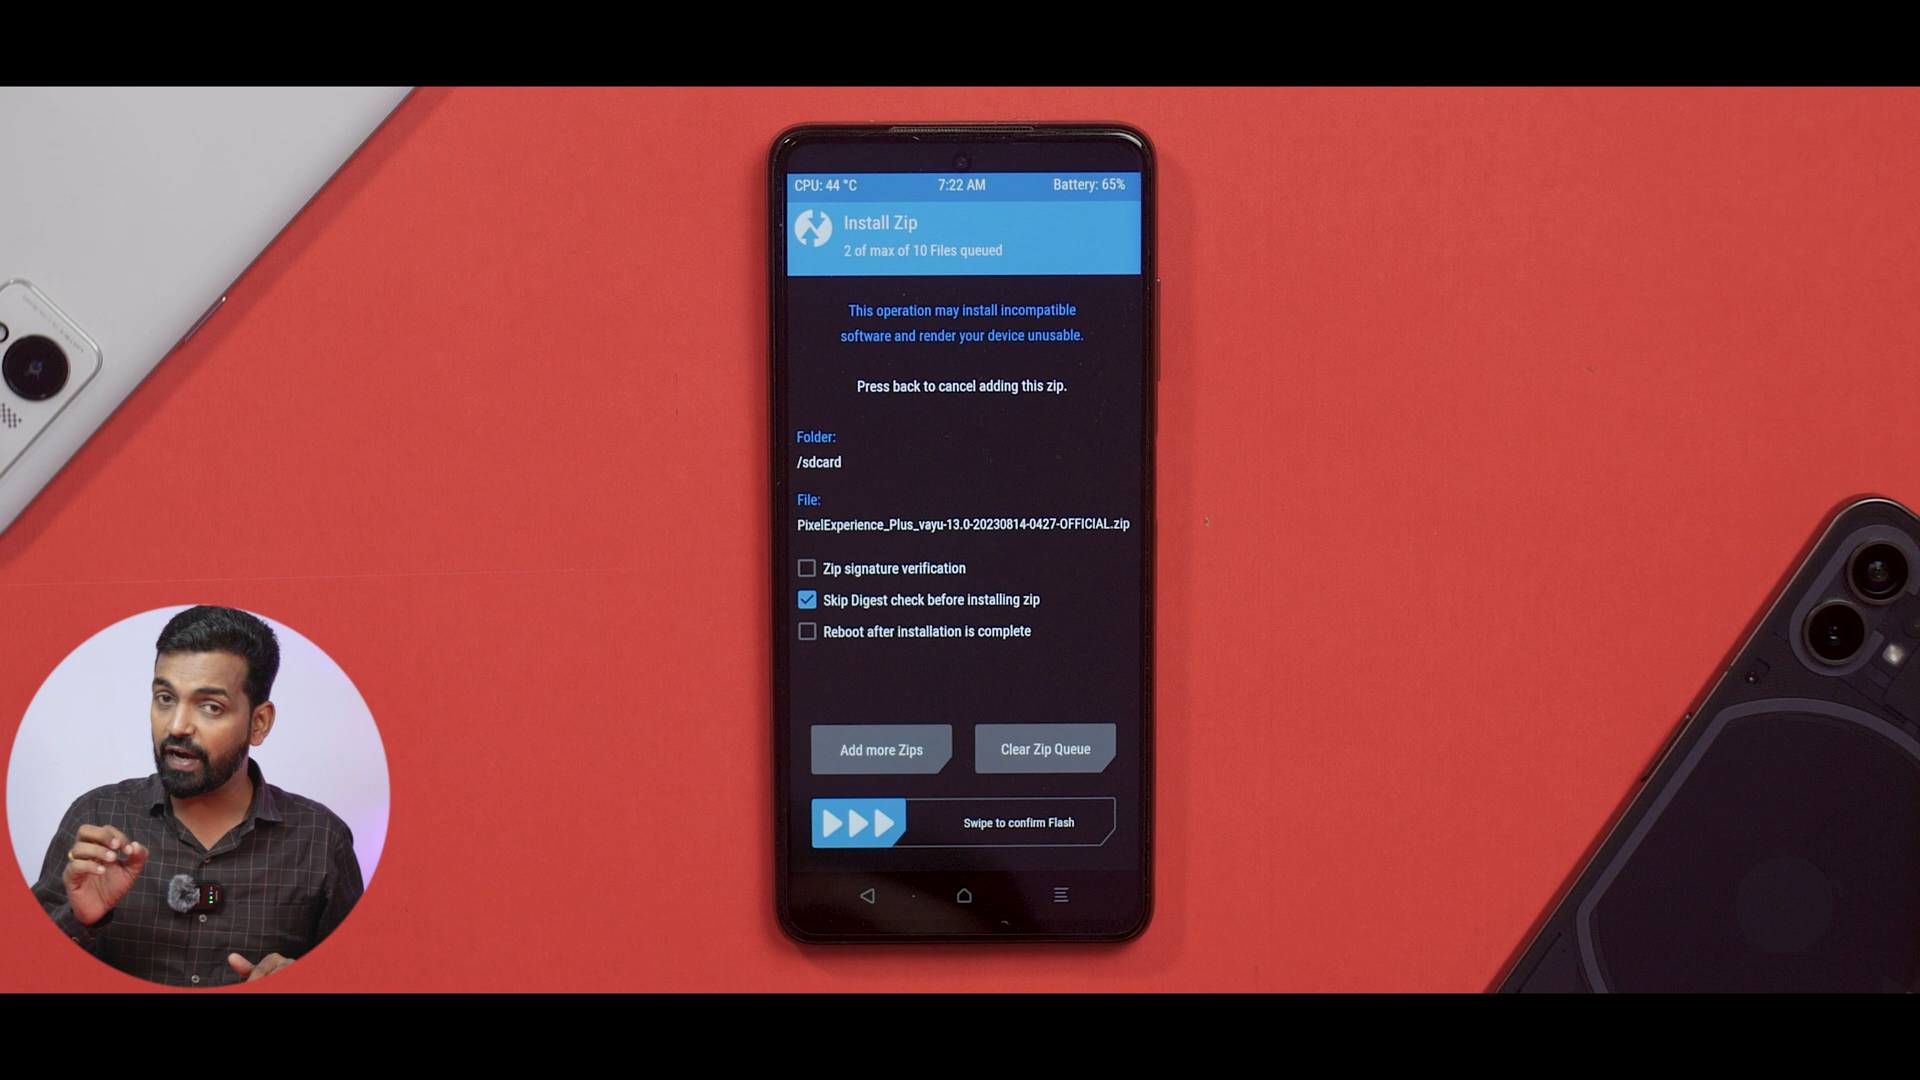 CPU: 44 °C 7:22 AM Battery: 65%
Install Zip
2 of max of 10 Files queued
This operation may install incompatible
software and render your device unusable.
Press back to cancel adding this zip.
Folder:
/sdcard
File:
PixelExperience_Plus_vayu-13.0-20230814-0427-OFFICIAL.zip
Zip signature verification
Skip Digest check before installing zip
Reboot after installation is complete
Add more Zips
Clear Zip Queue
Swipe to confirm Flash